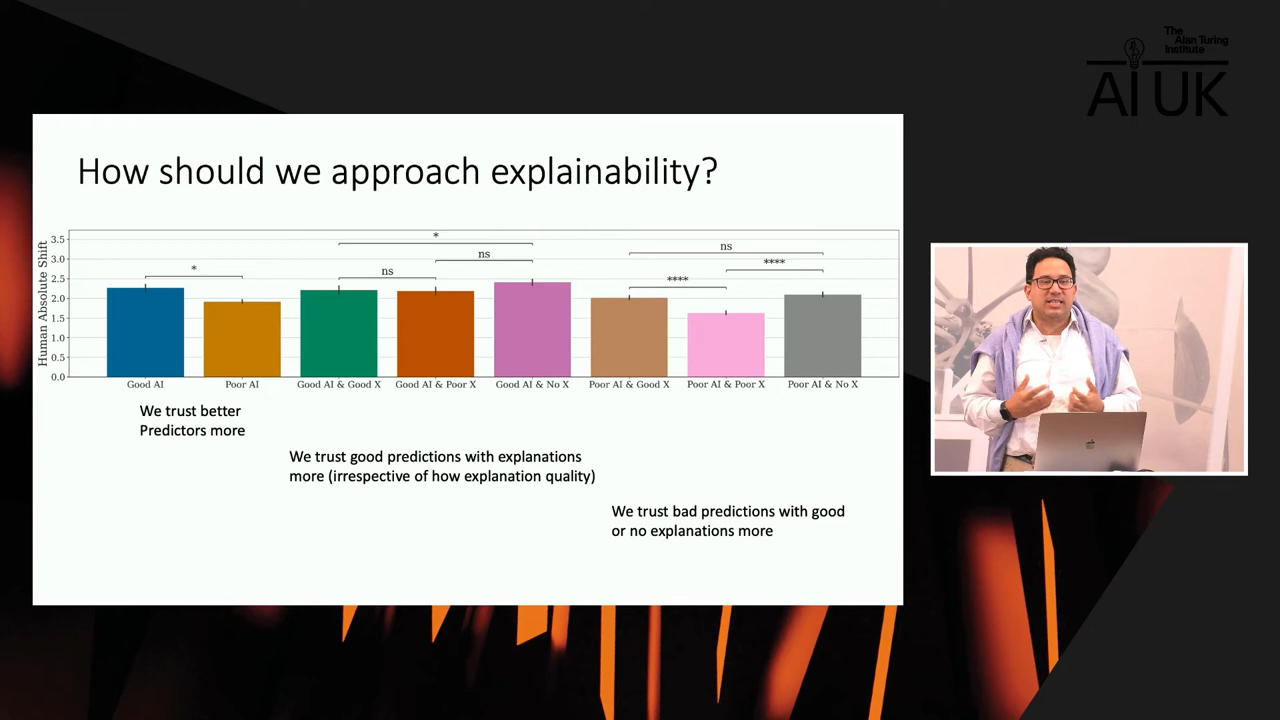 The
Alan Turing
Institute
AI UK
How should we approach explainability?
Human Absolute Shift
3.5
3.0
2.5
2.0
1.5
1.0
0.5
0.0
*
ns
*
ns
****
ns
****
Good AI
Poor AI
Good AI & Good X
Good AI & Poor X
Good AI & No X
Poor AI & Good X
Poor AI & Poor X
Poor AI & No X
We trust better
Predictors more
We trust good predictions with explanations
more (irrespective of how explanation quality)
We trust bad predictions with good
or no explanations more